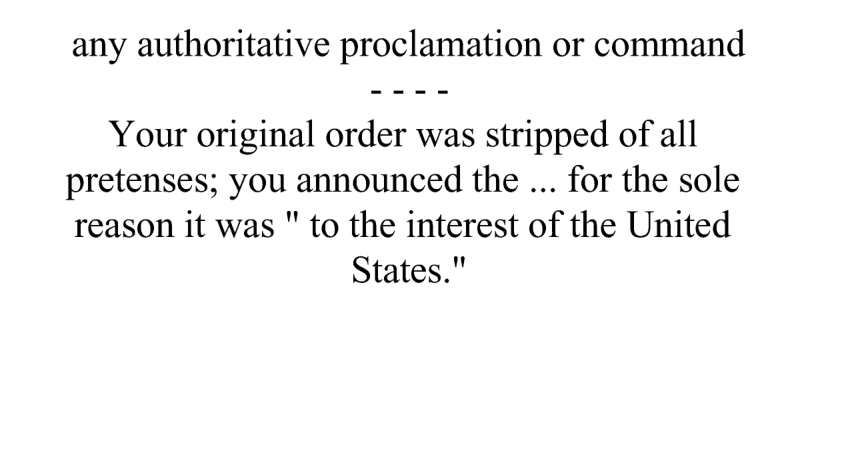 any authoritative proclamation or command
- - - -
Your original order was stripped of all
pretenses; you announced the ... for the sole
reason it was " to the interest of the United
States."